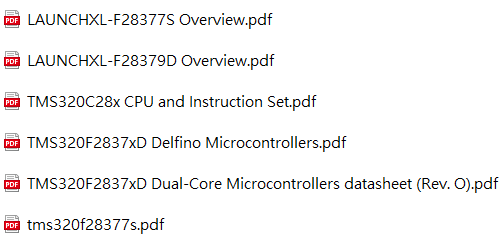 LAUNCHXL-F28377S Overview.pdf
LAUNCHXL-F28379D Overview.pdf
TMS320C28x CPU and Instruction Set.pdf
TMS320F2837xD Delfino Microcontrollers.pdf
TMS320F2837xD Dual-Core Microcontrollers datasheet (Rev. O).pdf
tms320f28377s.pdf